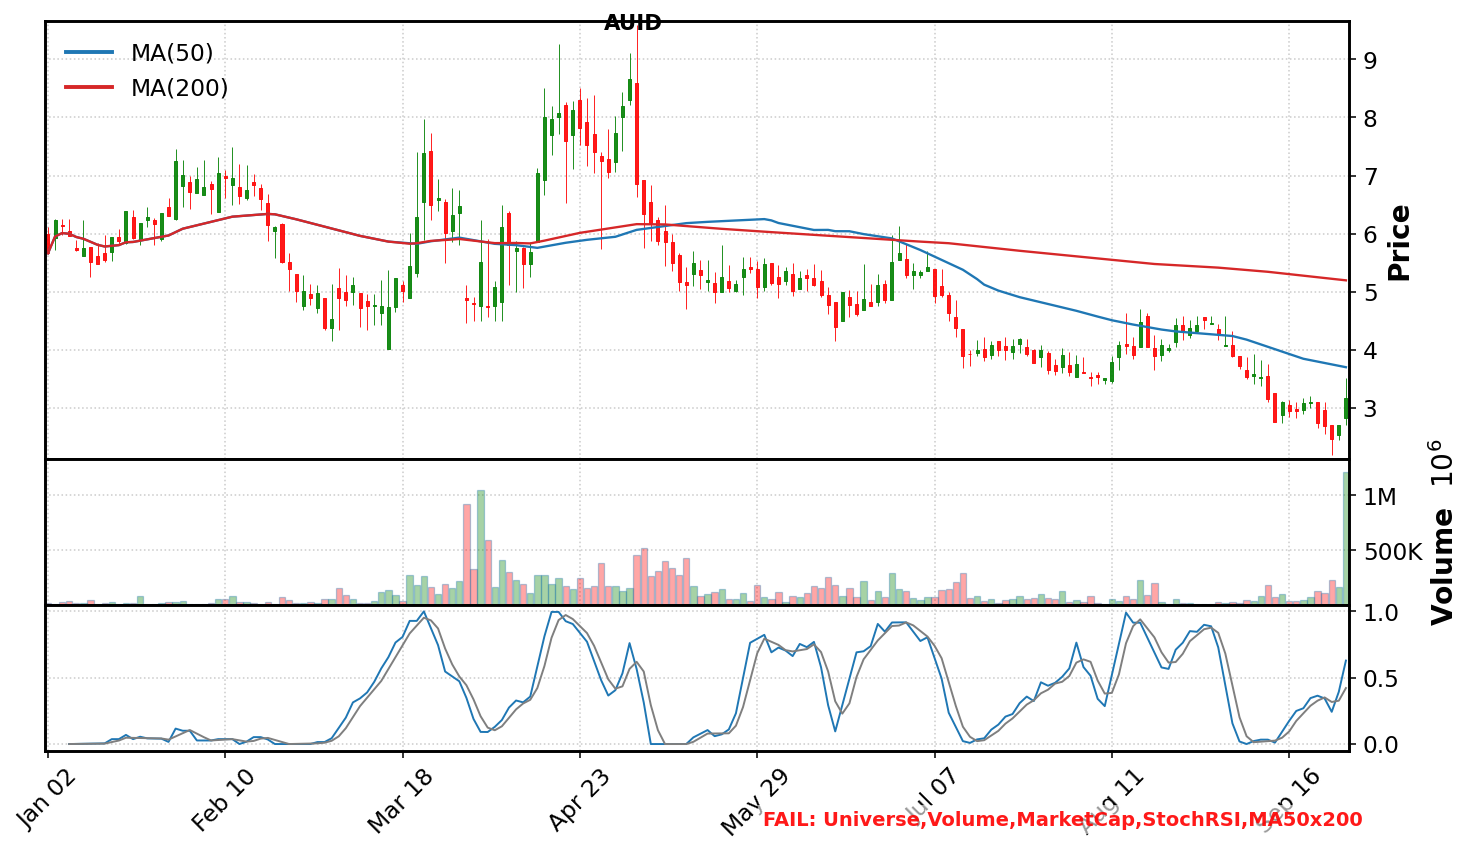 AUID
MA(50)
MA(200)
9
8
7
6
5
4
3
Price
1M
500K
Volume 10⁶
1.0
0.5
0.0
Jan 02
Feb 10
Mar 18
Apr 23
May 29
Jul 07
Aug 11
Sep 16
FAIL: Universe,Volume,MarketCap,StochRSI,MA50x200